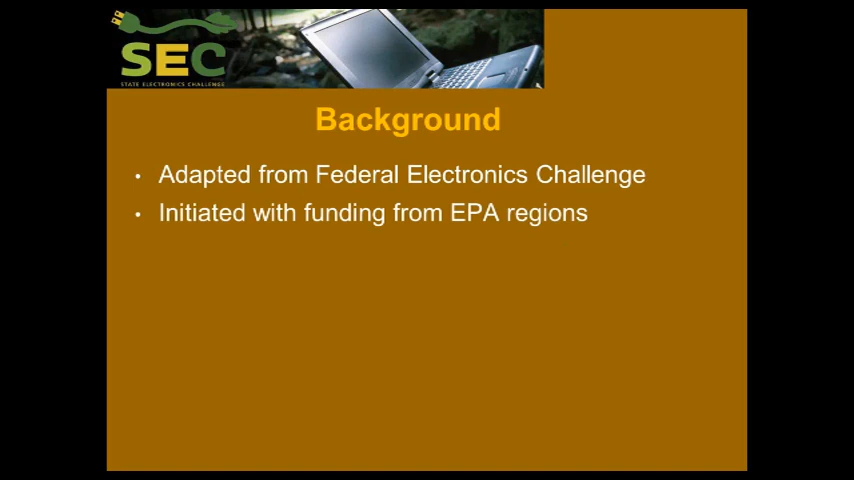 SEC
STATE ELECTRONICS CHALLENGE
Background
• Adapted from Federal Electronics Challenge
• Initiated with funding from EPA regions